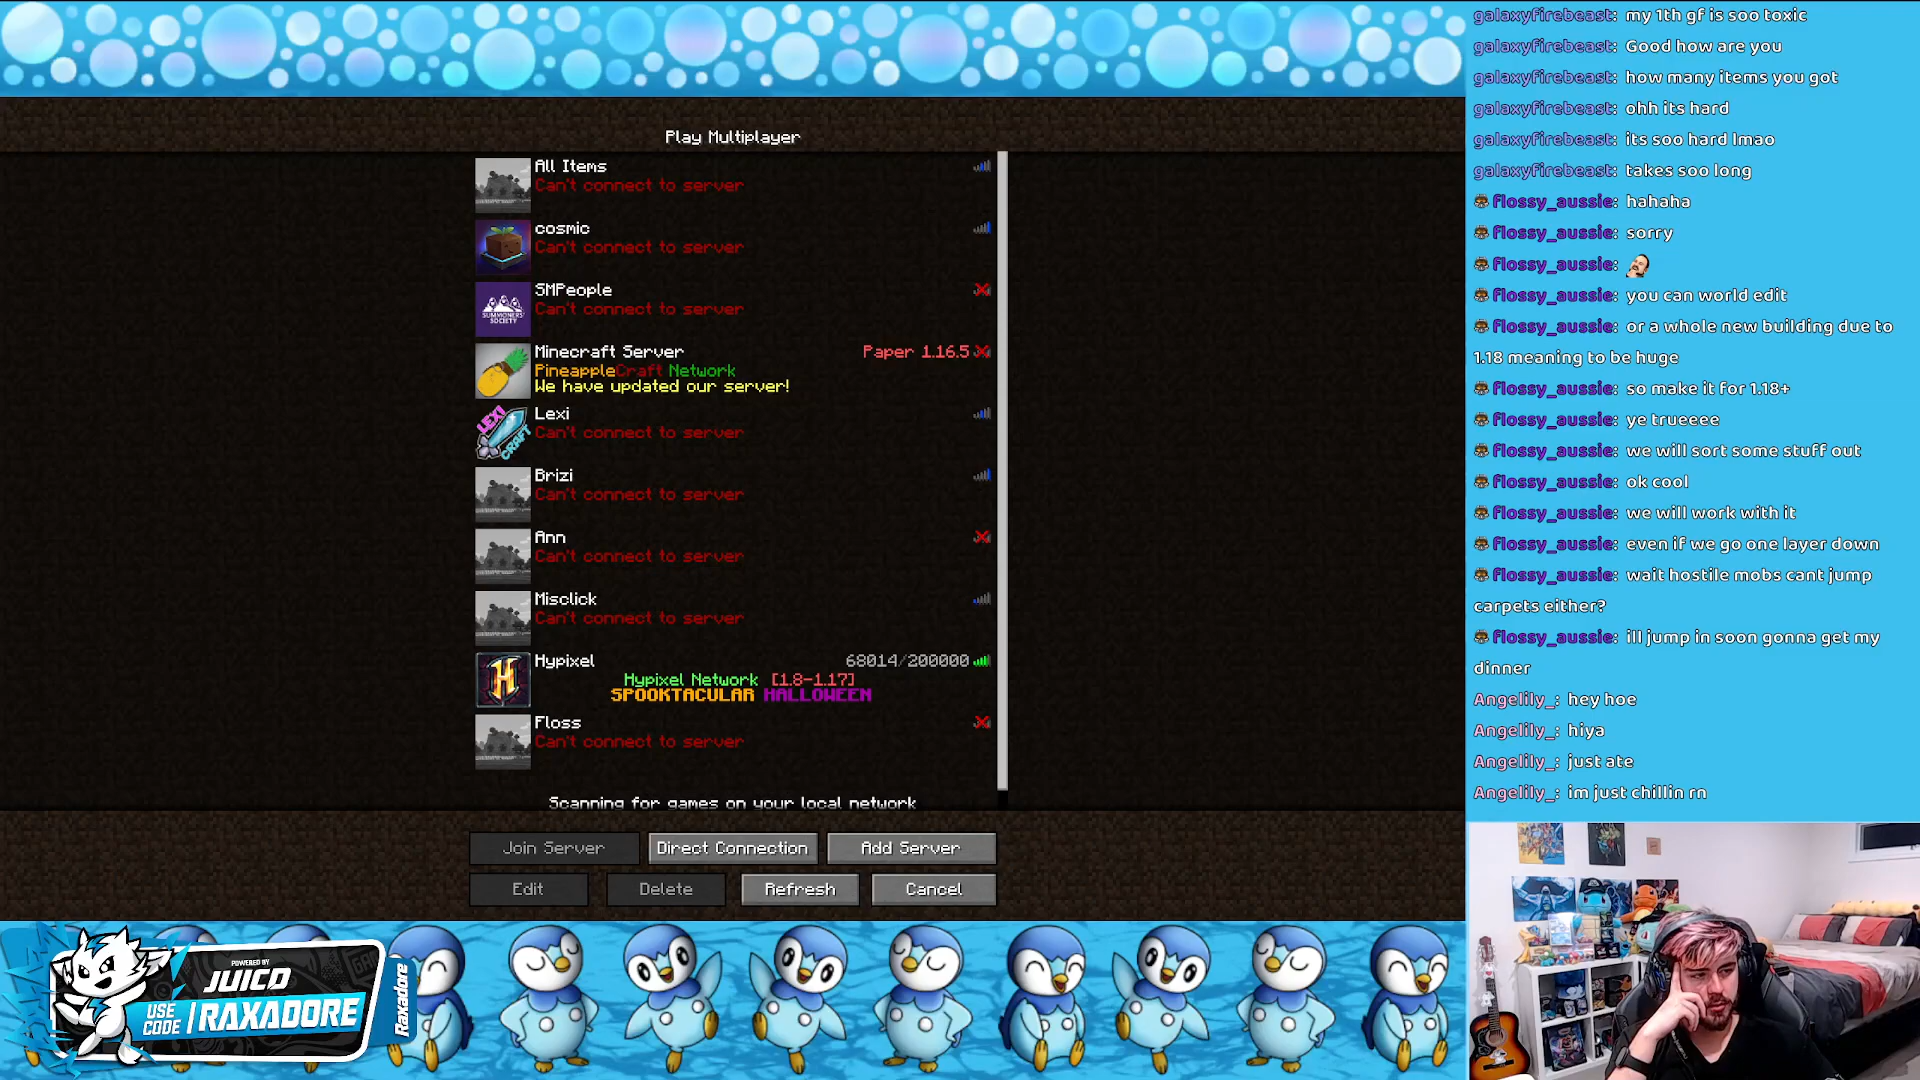 Play Multiplayer
All Items
Can't connect to server
cosmic
Can't connect to server
SMPeople
Can't connect to server
SUMMONERS'
SOCIETY
Minecraft Server
Paper 1.16.5
PineappleCraft Network
We have updated our server!
Lexi
Can't connect to server
LEXI
CRAFT
Brizi
Can't connect to server
Ann
Can't connect to server
Misclick
Can't connect to server
Hypixel
68014/200000
Hypixel Network [1.8-1.17]
SPOOKTACULAR HALLOWEEN
H
Floss
Can't connect to server
Scanning for games on your local network
Join Server
Direct Connection
Add Server
Edit
Delete
Refresh
Cancel
galaxyfirebeast: my 1th gf is soo toxic
galaxyfirebeast: Good how are you
galaxyfirebeast: how many items you got
galaxyfirebeast: ohh its hard
galaxyfirebeast: its soo hard lmao
galaxyfirebeast: takes soo long
flossy_aussie: hahaha
flossy_aussie: sorry
flossy_aussie:
flossy_aussie: you can world edit
flossy_aussie: or a whole new building due to
1.18 meaning to be huge
flossy_aussie: so make it for 1.18+
flossy_aussie: ye trueeee
flossy_aussie: we will sort some stuff out
flossy_aussie: ok cool
flossy_aussie: we will work with it
flossy_aussie: even if we go one layer down
flossy_aussie: wait hostile mobs cant jump
carpets either?
flossy_aussie: ill jump in soon gonna get my
dinner
Angelily_: hey hoe
Angelily_: hiya
Angelily_: just ate
Angelily_: im just chillin rn
POWERED BY
JUICD
USE
CODE
/RAXADORE
Raxadore